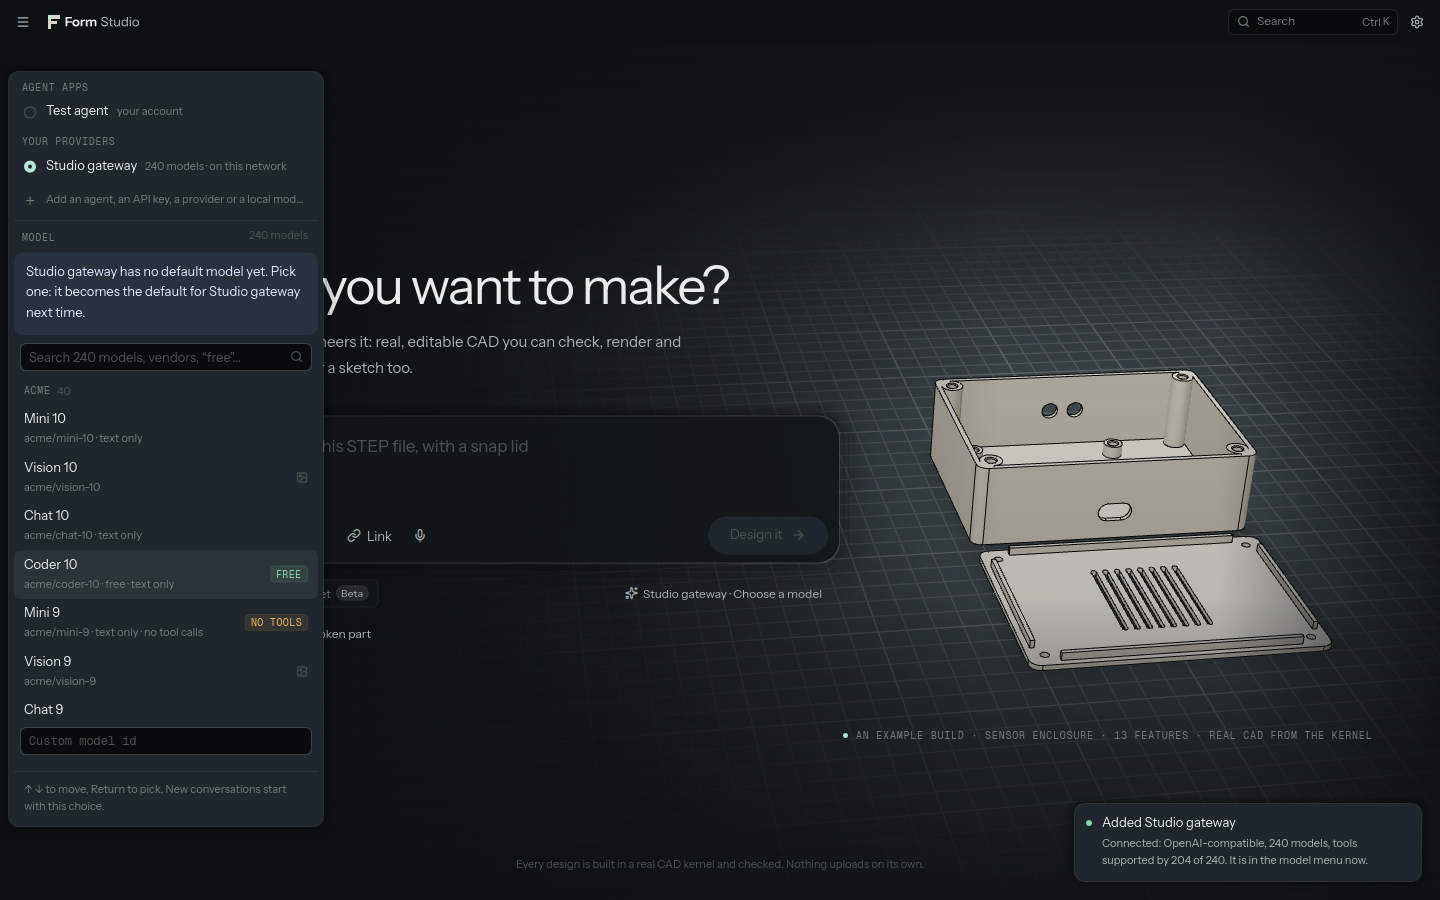 Form Studio
Search Ctrl K
AGENT APPS
Test agent your account
YOUR PROVIDERS
Studio gateway 240 models · on this network
+ Add an agent, an API key, a provider or a local mod...
MODEL 240 models
Studio gateway has no default model yet. Pick
one: it becomes the default for Studio gateway
next time.
Search 240 models, vendors, “free”...
ACME 40
Mini 10
acme/mini-10 · text only
Vision 10
acme/vision-10
Chat 10
acme/chat-10 · text only
Coder 10
acme/coder-10 · free · text only
FREE
Mini 9
acme/mini-9 · text only · no tool calls
NO TOOLS
Vision 9
acme/vision-9
Chat 9
Custom model id
↑ ↓ to move, Return to pick. New conversations start
with this choice.
you want to make?
neers it: real, editable CAD you can check, render and
a sketch too.
his STEP file, with a snap lid
Link
Design it →
et Beta
Studio gateway · Choose a model
oken part
AN EXAMPLE BUILD · SENSOR ENCLOSURE · 13 FEATURES · REAL CAD FROM THE KERNEL
Added Studio gateway
Connected: OpenAI-compatible, 240 models, tools
supported by 204 of 240. It is in the model menu now.
Every design is built in a real CAD kernel and checked. Nothing uploads on its own.